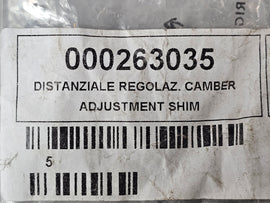 000263035
DISTANZIALE REGOLAZ. CAMBER
ADJUSTMENT SHIM
5